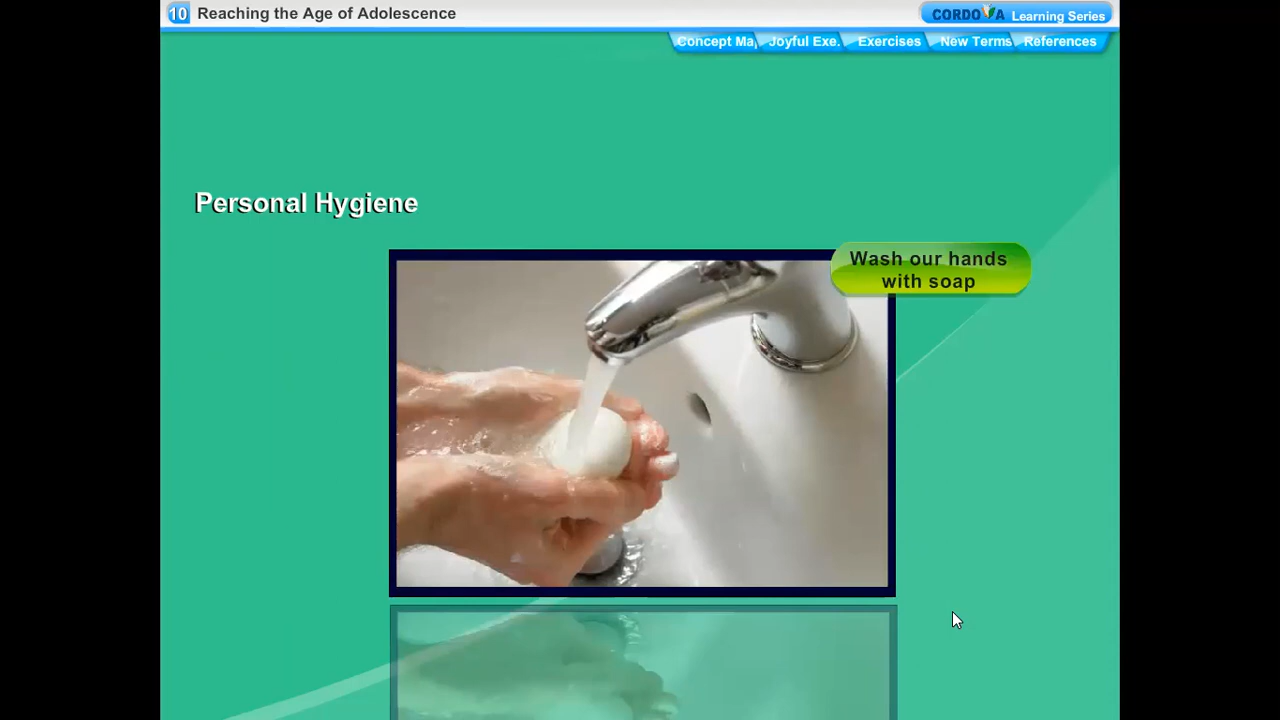 10 Reaching the Age of Adolescence
CORDOVA Learning Series
Concept Ma
Joyful Exe.
Exercises
New Terms
References
Personal Hygiene
Wash our hands
with soap